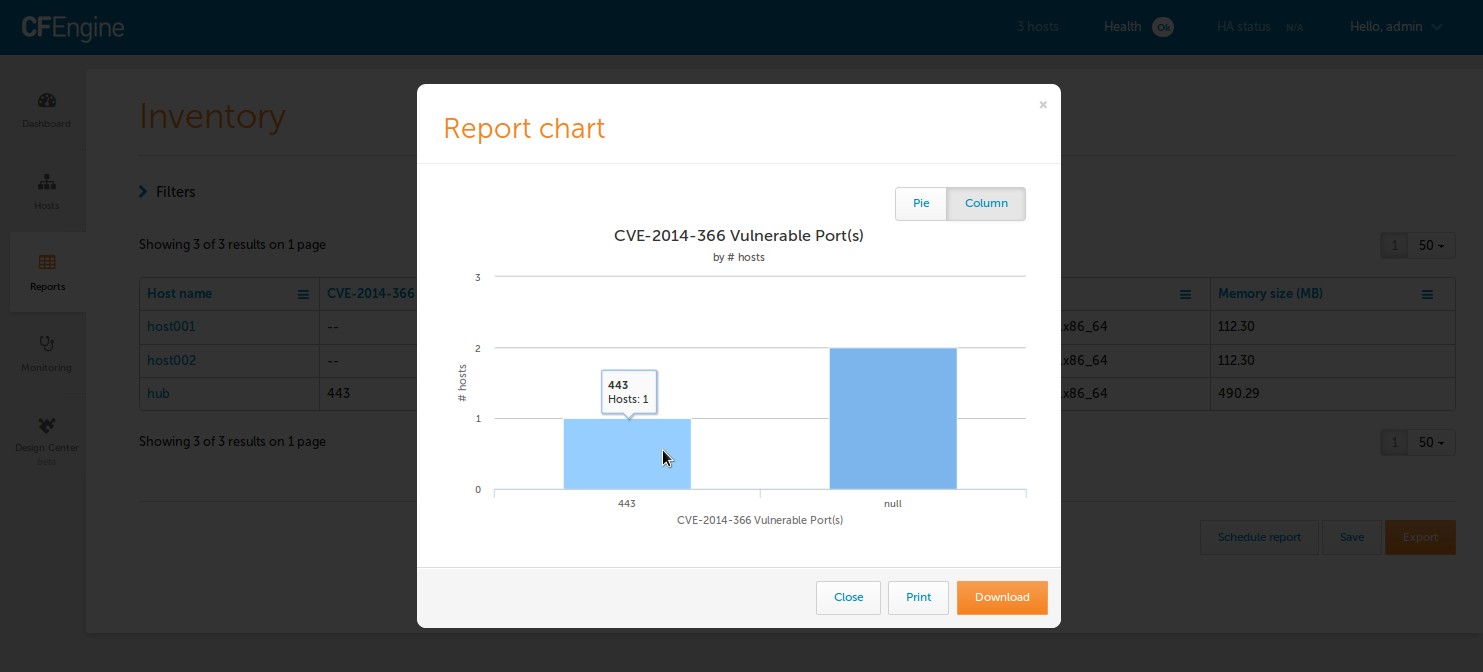 CFEngine
3 hosts Health Ok HA status N/A Hello, admin
Dashboard
Hosts
Reports
Monitoring
Design Center
beta
Inventory
Filters
Showing 3 of 3 results on 1 page
1 50
Host name CVE-2014-366 Memory size (MB)
host001 -- x86_64 112.30
host002 -- x86_64 112.30
hub 443 x86_64 490.29
Showing 3 of 3 results on 1 page
1 50
Schedule report Save Export
×
Report chart
Pie Column
CVE-2014-366 Vulnerable Port(s)
by # hosts
3
2
1
0
# hosts
443
Hosts: 1
443 null
CVE-2014-366 Vulnerable Port(s)
Close Print Download